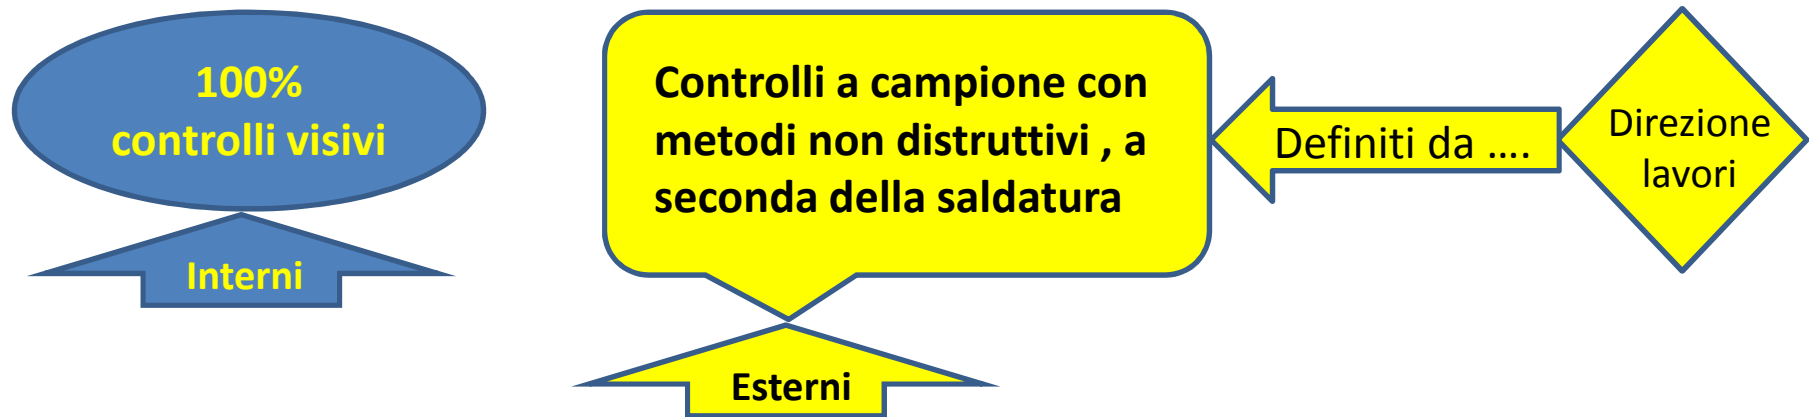 100%
controlli visivi
Interni
Controlli a campione con
metodi non distruttivi , a
seconda della saldatura
Esterni
Definiti da ....
Direzione
lavori